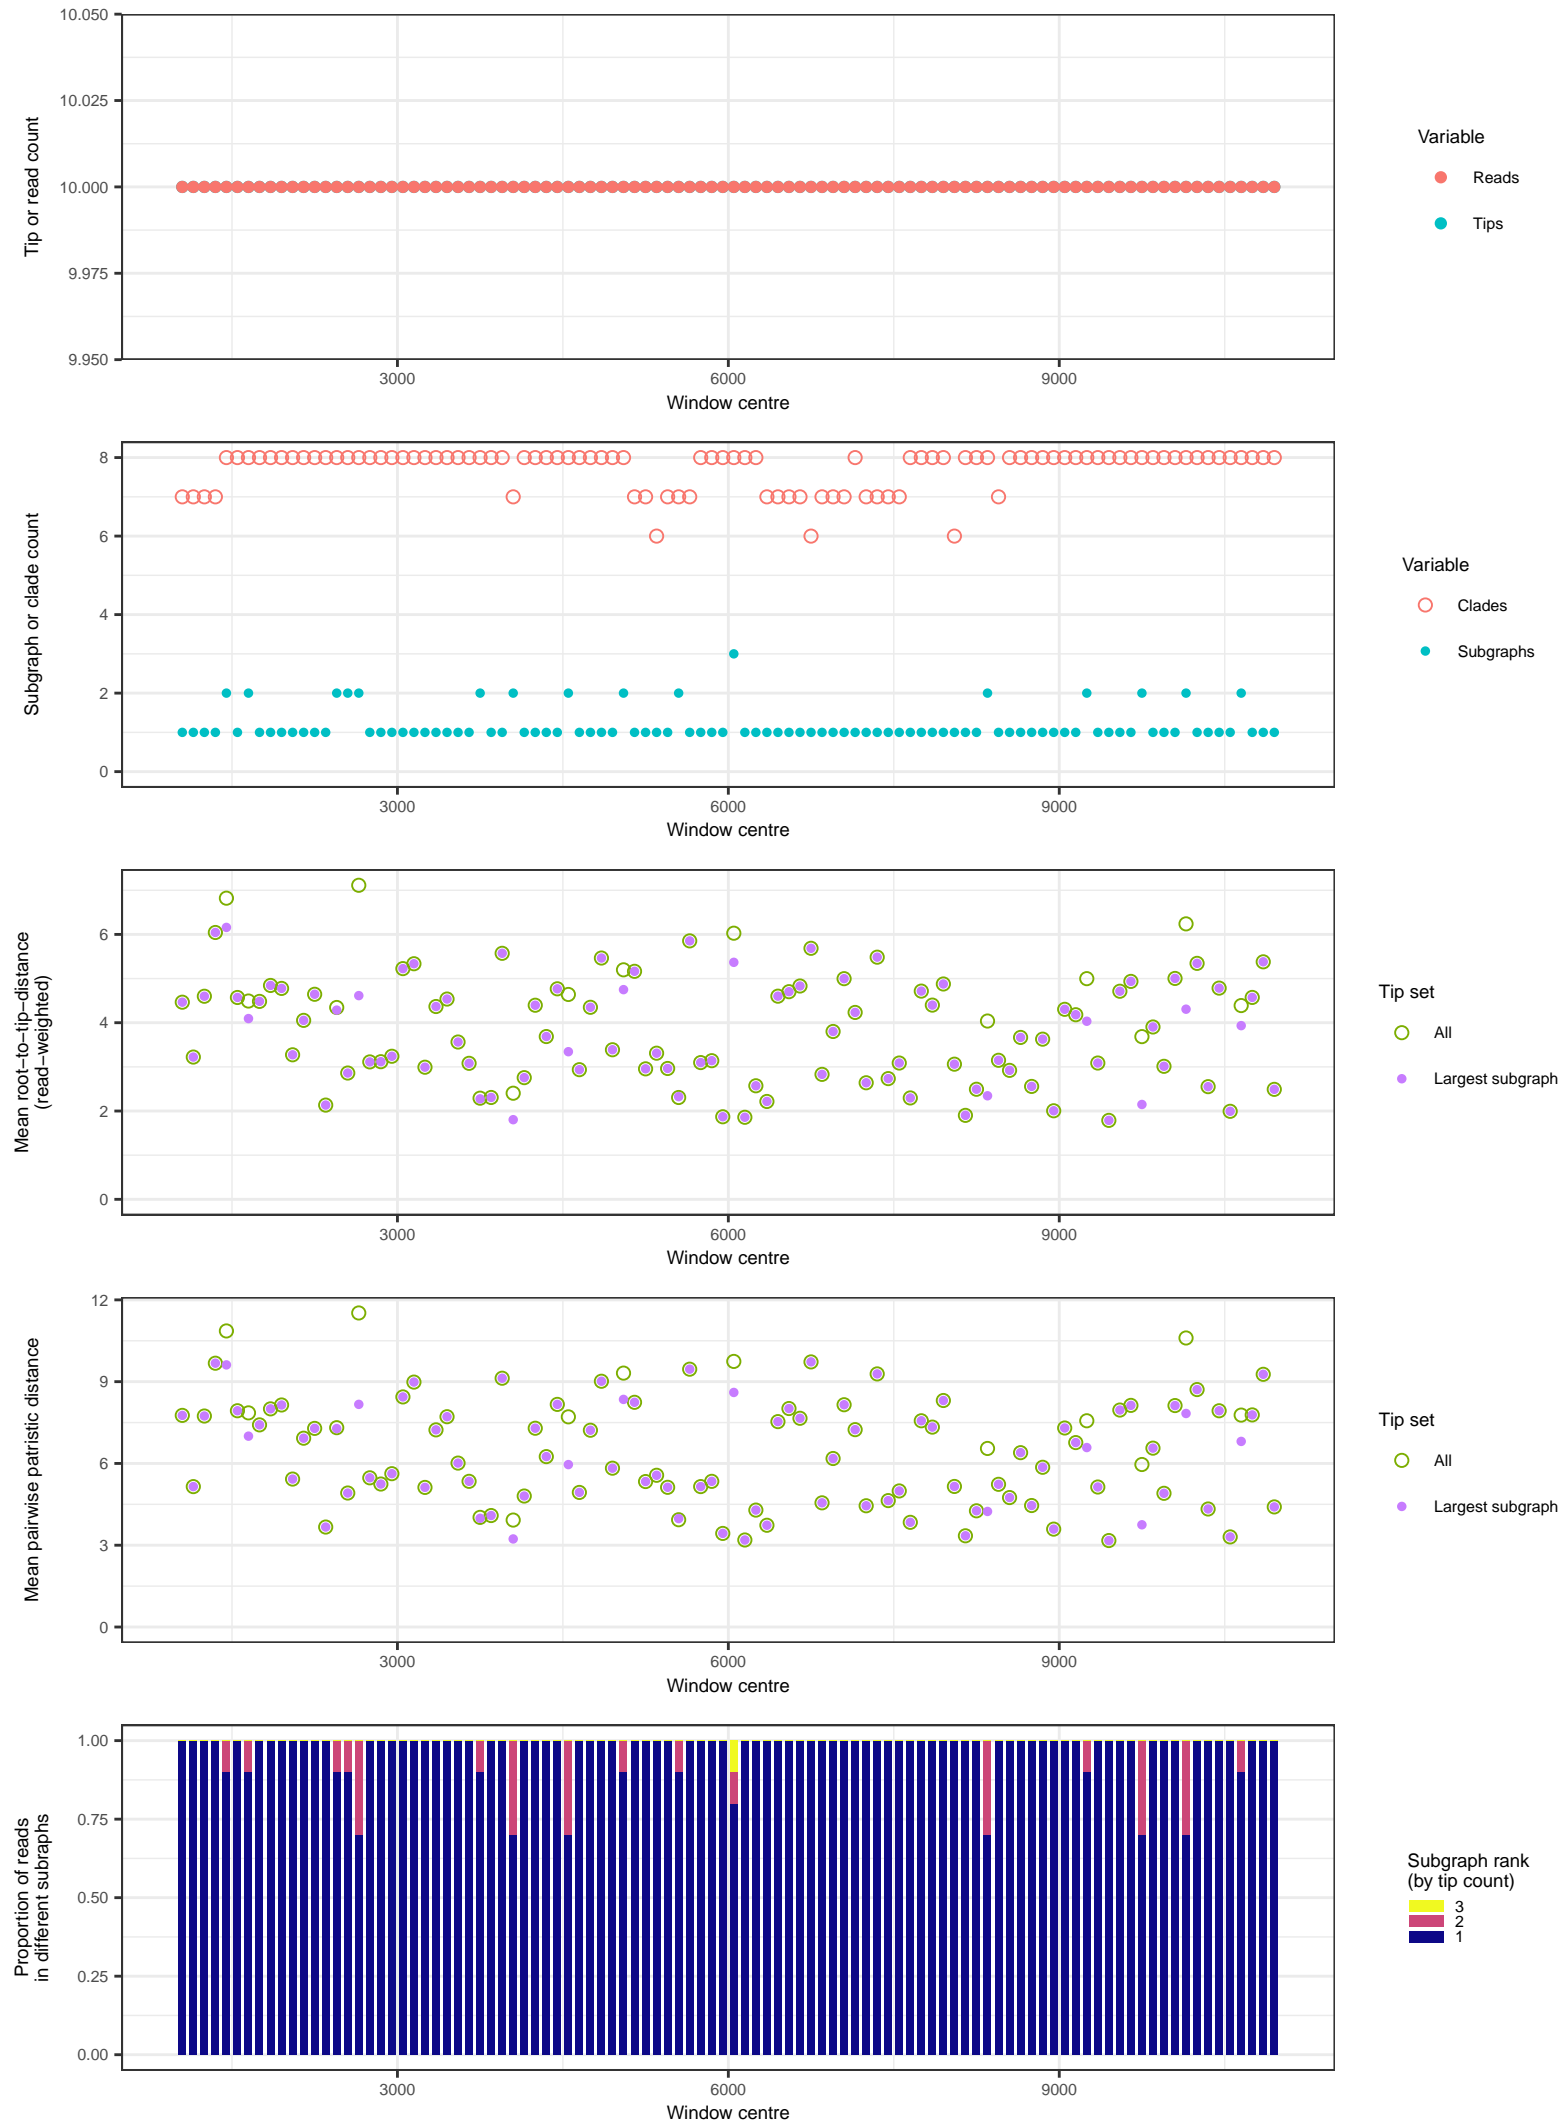 10.050
10.025
10.000
9.975
9.950
Tip or read count
3000 6000 9000
Window centre
Variable
Reads
Tips
8
6
4
2
0
Subgraph or clade count
3000 6000 9000
Window centre
Variable
Clades
Subgraphs
6
4
2
0
Mean root−to−tip−distance
(read−weighted)
3000 6000 9000
Window centre
Tip set
All
Largest subgraph
12
9
6
3
0
Mean pairwise patristic distance
3000 6000 9000
Window centre
Tip set
All
Largest subgraph
1.00
0.75
0.50
0.25
0.00
Proportion of reads
in different subraphs
3000 6000 9000
Window centre
Subgraph rank
(by tip count)
3
2
1